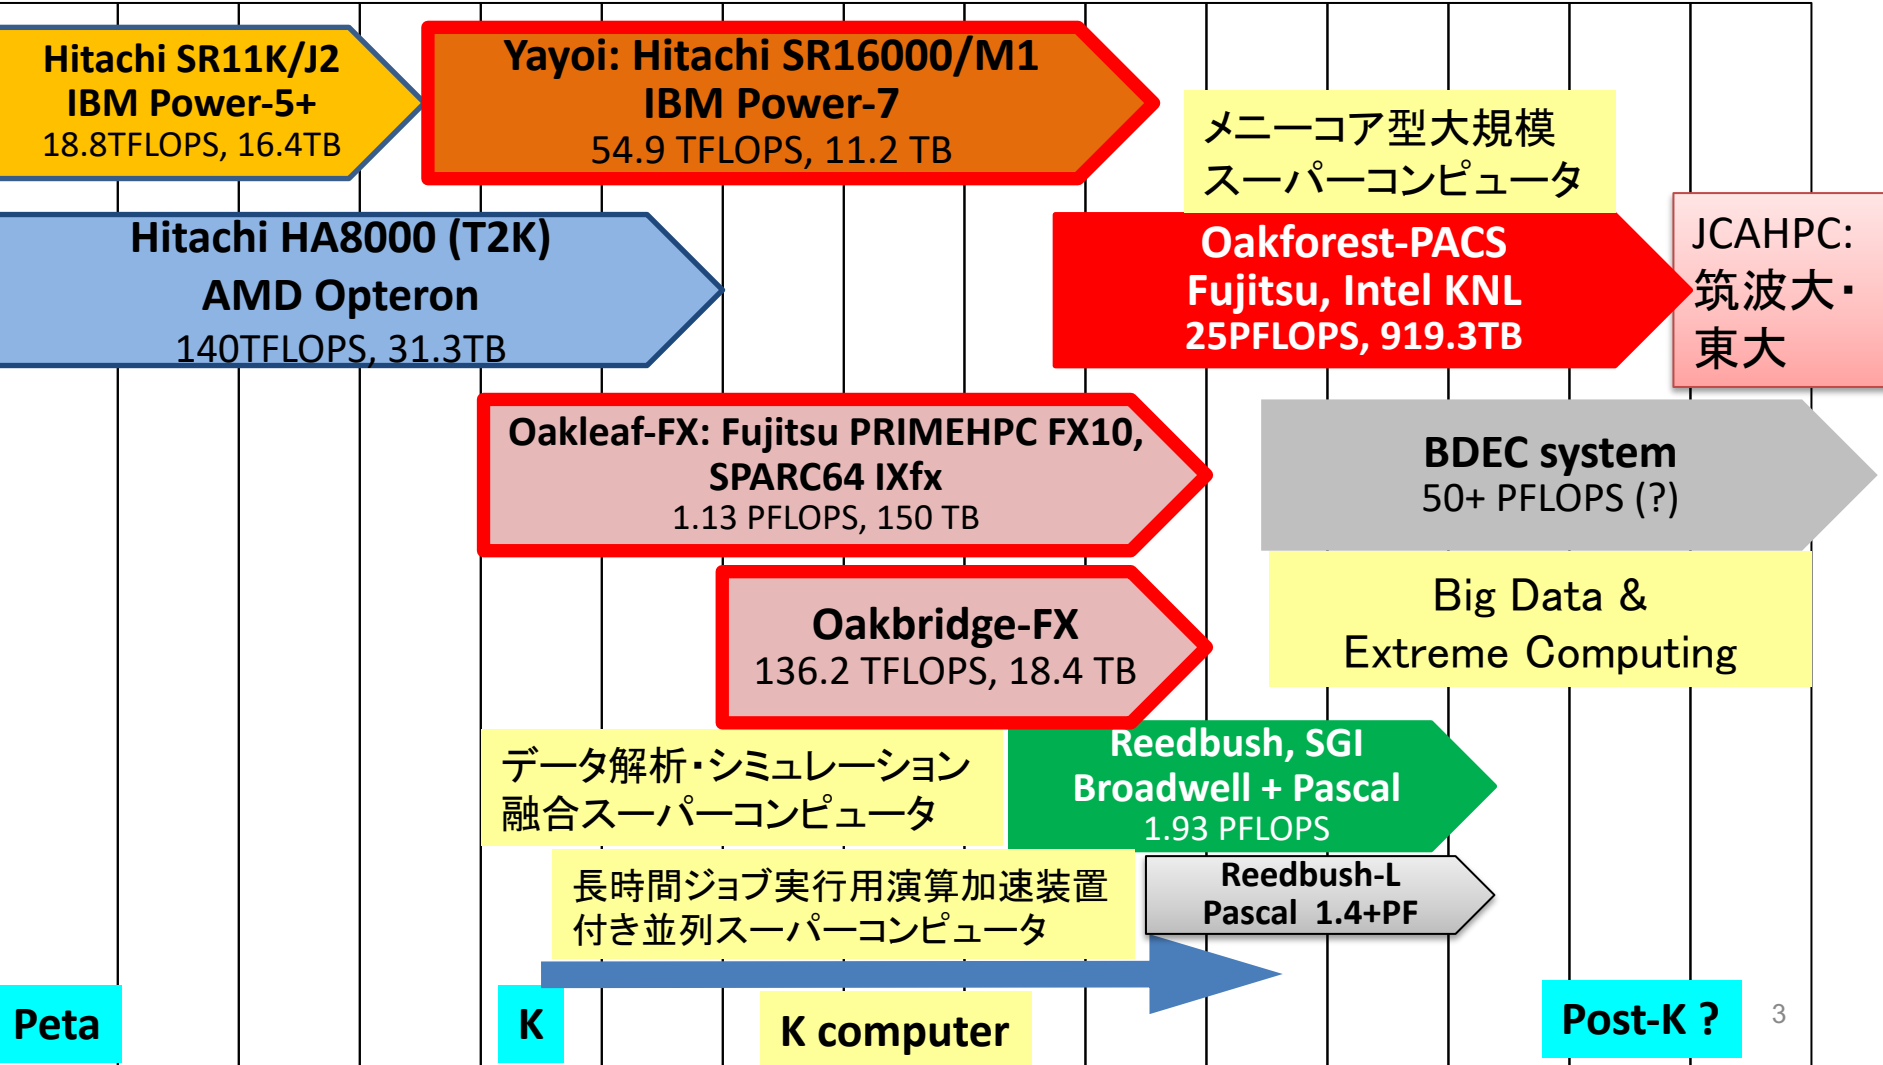 Hitachi SR11K/J2
IBM Power-5+
18.8TFLOPS, 16.4TB
Yayoi: Hitachi SR16000/M1
IBM Power-7
54.9 TFLOPS, 11.2 TB
メニーコア型大規模
スーパーコンピュータ
Hitachi HA8000 (T2K)
AMD Opteron
140TFLOPS, 31.3TB
Oakforest-PACS
Fujitsu, Intel KNL
25PFLOPS, 919.3TB
JCAHPC:
筑波大・
東大
Oakleaf-FX: Fujitsu PRIMEHPC FX10,
SPARC64 IXfx
1.13 PFLOPS, 150 TB
BDEC system
50+ PFLOPS (?)
Big Data &
Extreme Computing
Oakbridge-FX
136.2 TFLOPS, 18.4 TB
データ解析・シミュレーション
融合スーパーコンピュータ
Reedbush, SGI
Broadwell + Pascal
1.93 PFLOPS
長時間ジョブ実行用演算加速装置
付き並列スーパーコンピュータ
Reedbush-L
Pascal 1.4+PF
Peta
K
K computer
Post-K ?
3